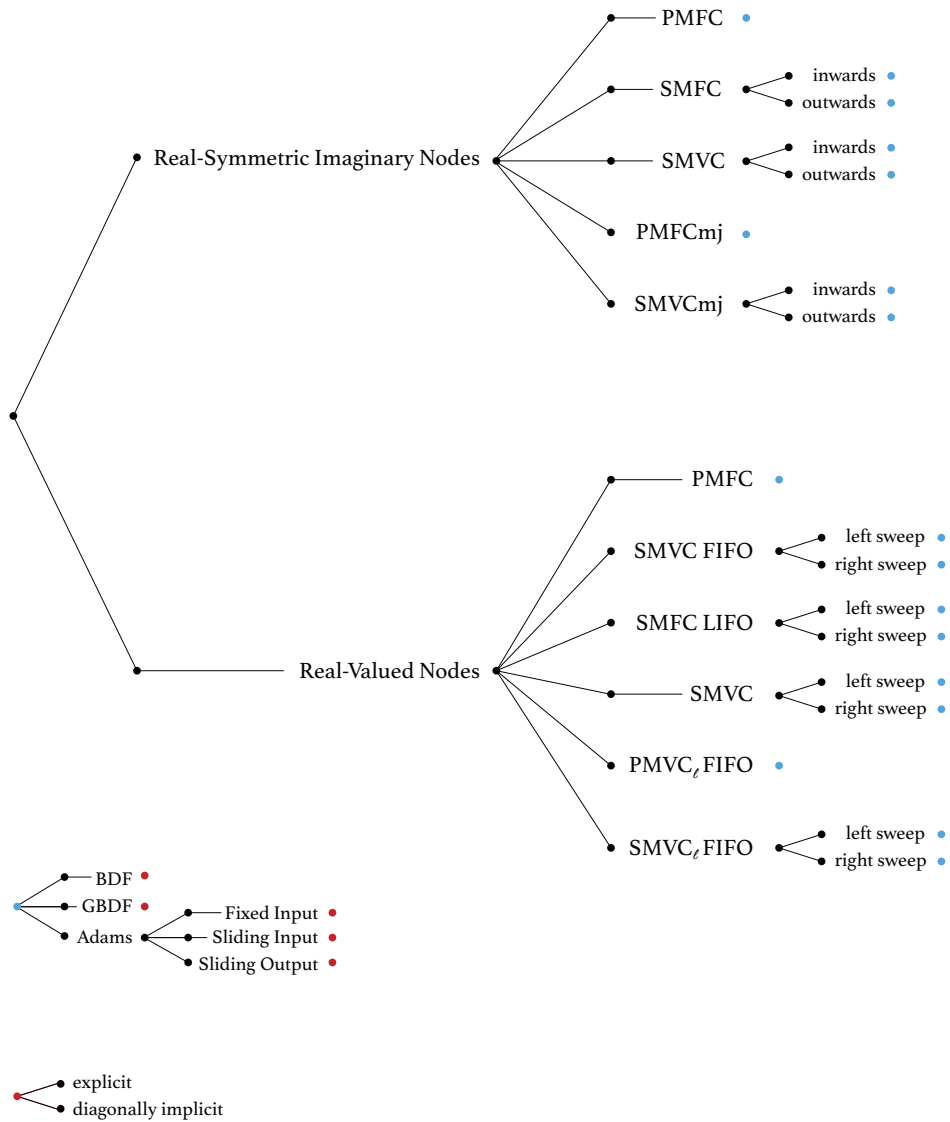 PMFC
SMFC
inwards
outwards
Real-Symmetric Imaginary Nodes
SMVC
inwards
outwards
PMFCmj
SMVCmj
inwards
outwards
PMFC
SMVC FIFO
left sweep
right sweep
SMFC LIFO
left sweep
right sweep
Real-Valued Nodes
SMVC
left sweep
right sweep
PMVCℓ FIFO
SMVCℓ FIFO
left sweep
right sweep
BDF
GBDF
Adams
Fixed Input
Sliding Input
Sliding Output
explicit
diagonally implicit